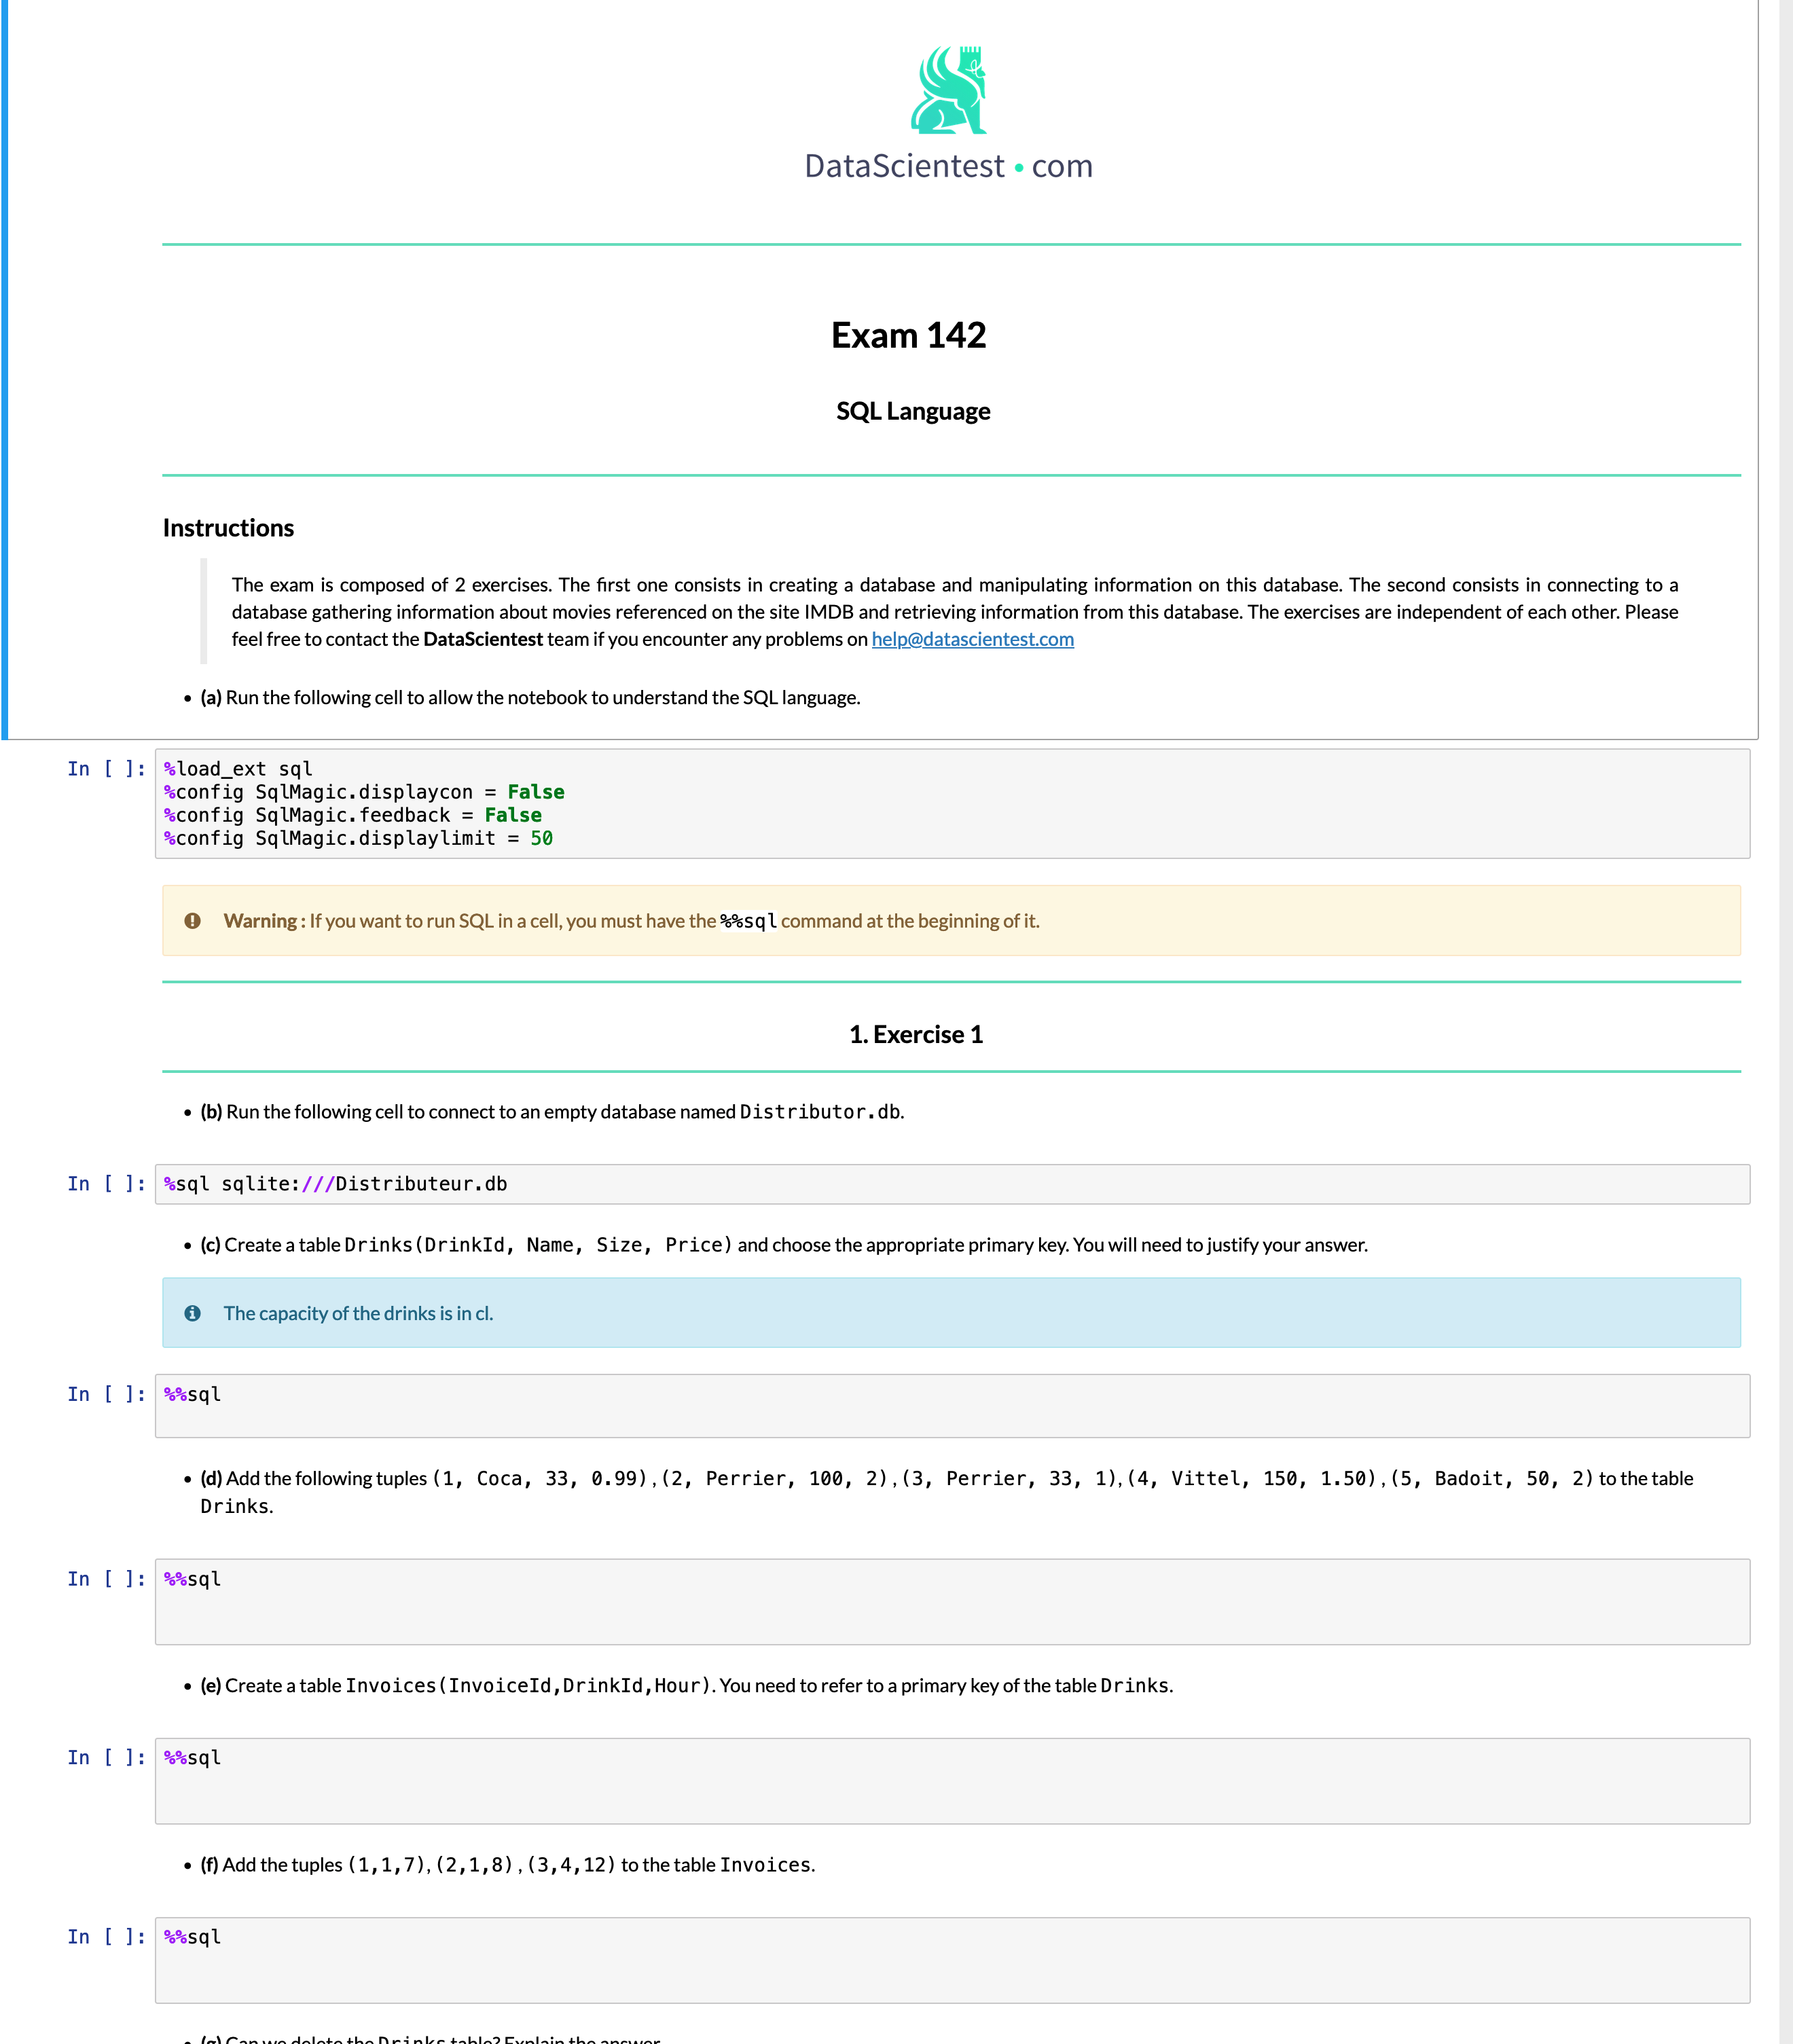 DataScientest • com
Exam 142
SQL Language
Instructions
The exam is composed of 2 exercises. The first one consists in creating a database and manipulating information on this database. The second consists in connecting to a
database gathering information about movies referenced on the site IMDB and retrieving information from this database. The exercises are independent of each other. Please
feel free to contact the DataScientest team if you encounter any problems on help@datascientest.com
• (a) Run the following cell to allow the notebook to understand the SQL language.
In [ ]: %load_ext sql
%config SqlMagic.displaycon = False
%config SqlMagic.feedback = False
%config SqlMagic.displaylimit = 50
Warning : If you want to run SQL in a cell, you must have the %%sql command at the beginning of it.
1. Exercise 1
• (b) Run the following cell to connect to an empty database named Distributor.db.
In [ ]: %sql sqlite:///Distributeur.db
• (c) Create a table Drinks(DrinkId, Name, Size, Price) and choose the appropriate primary key. You will need to justify your answer.
The capacity of the drinks is in cl.
In [ ]: %%sql
• (d) Add the following tuples (1, Coca, 33, 0.99),(2, Perrier, 100, 2),(3, Perrier, 33, 1),(4, Vittel, 150, 1.50),(5, Badoit, 50, 2) to the table
Drinks.
In [ ]: %%sql
• (e) Create a table Invoices(InvoiceId,DrinkId,Hour). You need to refer to a primary key of the table Drinks.
In [ ]: %%sql
• (f) Add the tuples (1,1,7),(2,1,8),(3,4,12) to the table Invoices.
In [ ]: %%sql
• (g) Can we delete the Drinks table? Explain the answer.